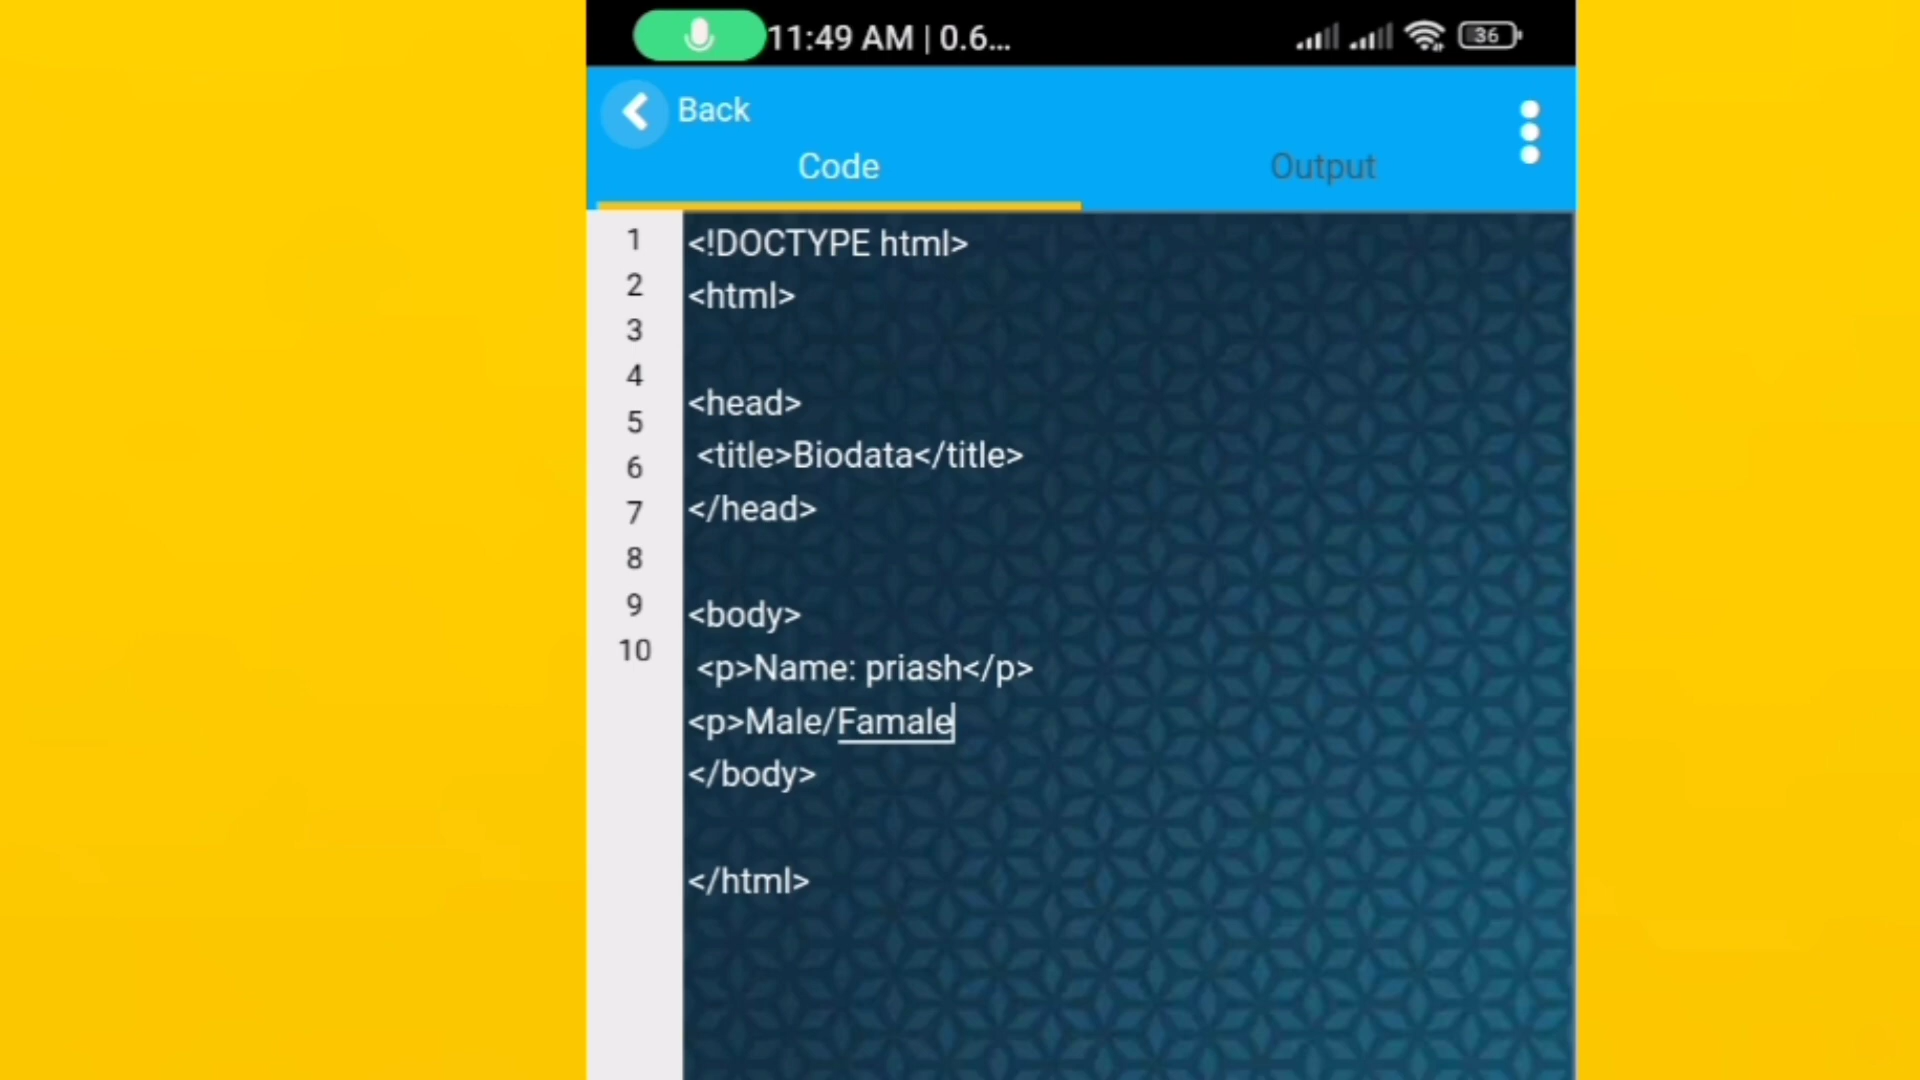 11:49 AM | 0.6...
36
Back
Code
Output
1
2
3
4
5
6
7
8
9
10
<!DOCTYPE html>
<html>
<head>
<title>Biodata</title>
</head>
<body>
<p>Name: priash</p>
<p>Male/Famale
</body>
</html>